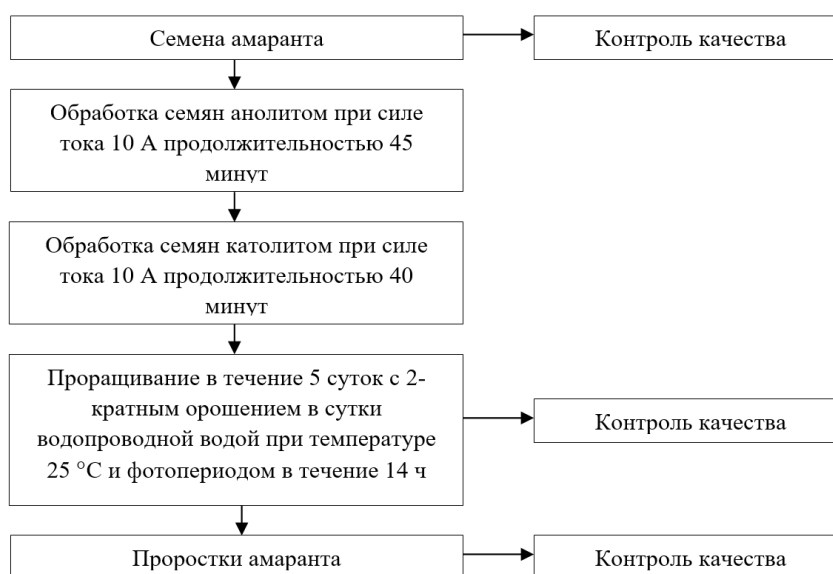 Семена амаранта
Контроль качества
Обработка семян анолитом при силе
тока 10 А продолжительностью 45
минут
Обработка семян католитом при силе
тока 10 А продолжительностью 40
минут
Проращивание в течение 5 суток с 2-
кратным орошением в сутки
водопроводной водой при температуре
25 °С и фотопериодом в течение 14 ч
Контроль качества
Проростки амаранта
Контроль качества